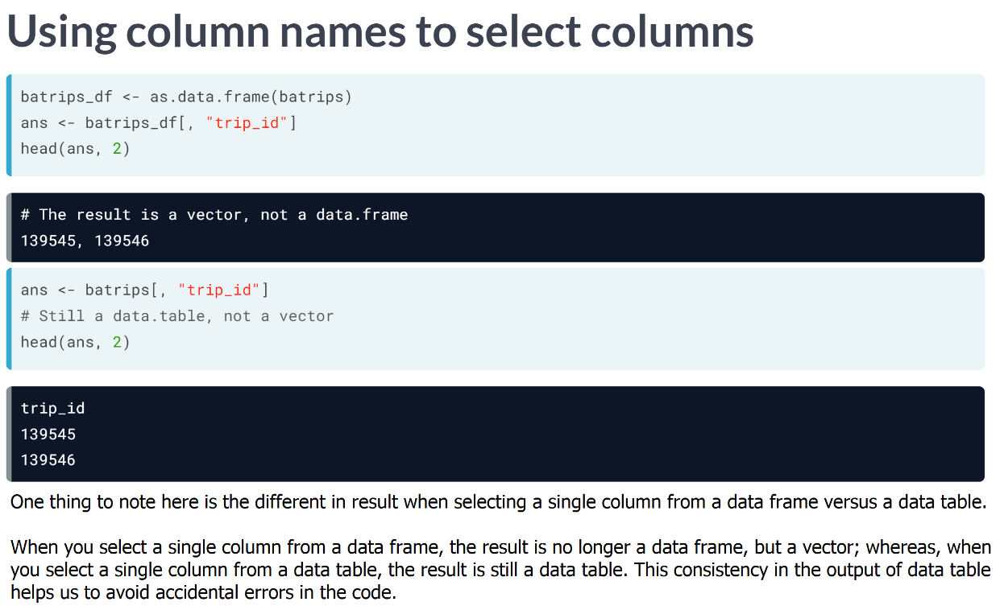 Using column names to select columns
batrips_df <- as.data.frame(batrips)
ans <- batrips_df[, "trip_id"]
head(ans, 2)
# The result is a vector, not a data.frame
139545, 139546
ans <- batrips[, "trip_id"]
# Still a data.table, not a vector
head(ans, 2)
trip_id
139545
139546
One thing to note here is the different in result when selecting a single column from a data frame versus a data table.
When you select a single column from a data frame, the result is no longer a data frame, but a vector; whereas, when
you select a single column from a data table, the result is still a data table. This consistency in the output of data table
helps us to avoid accidental errors in the code.